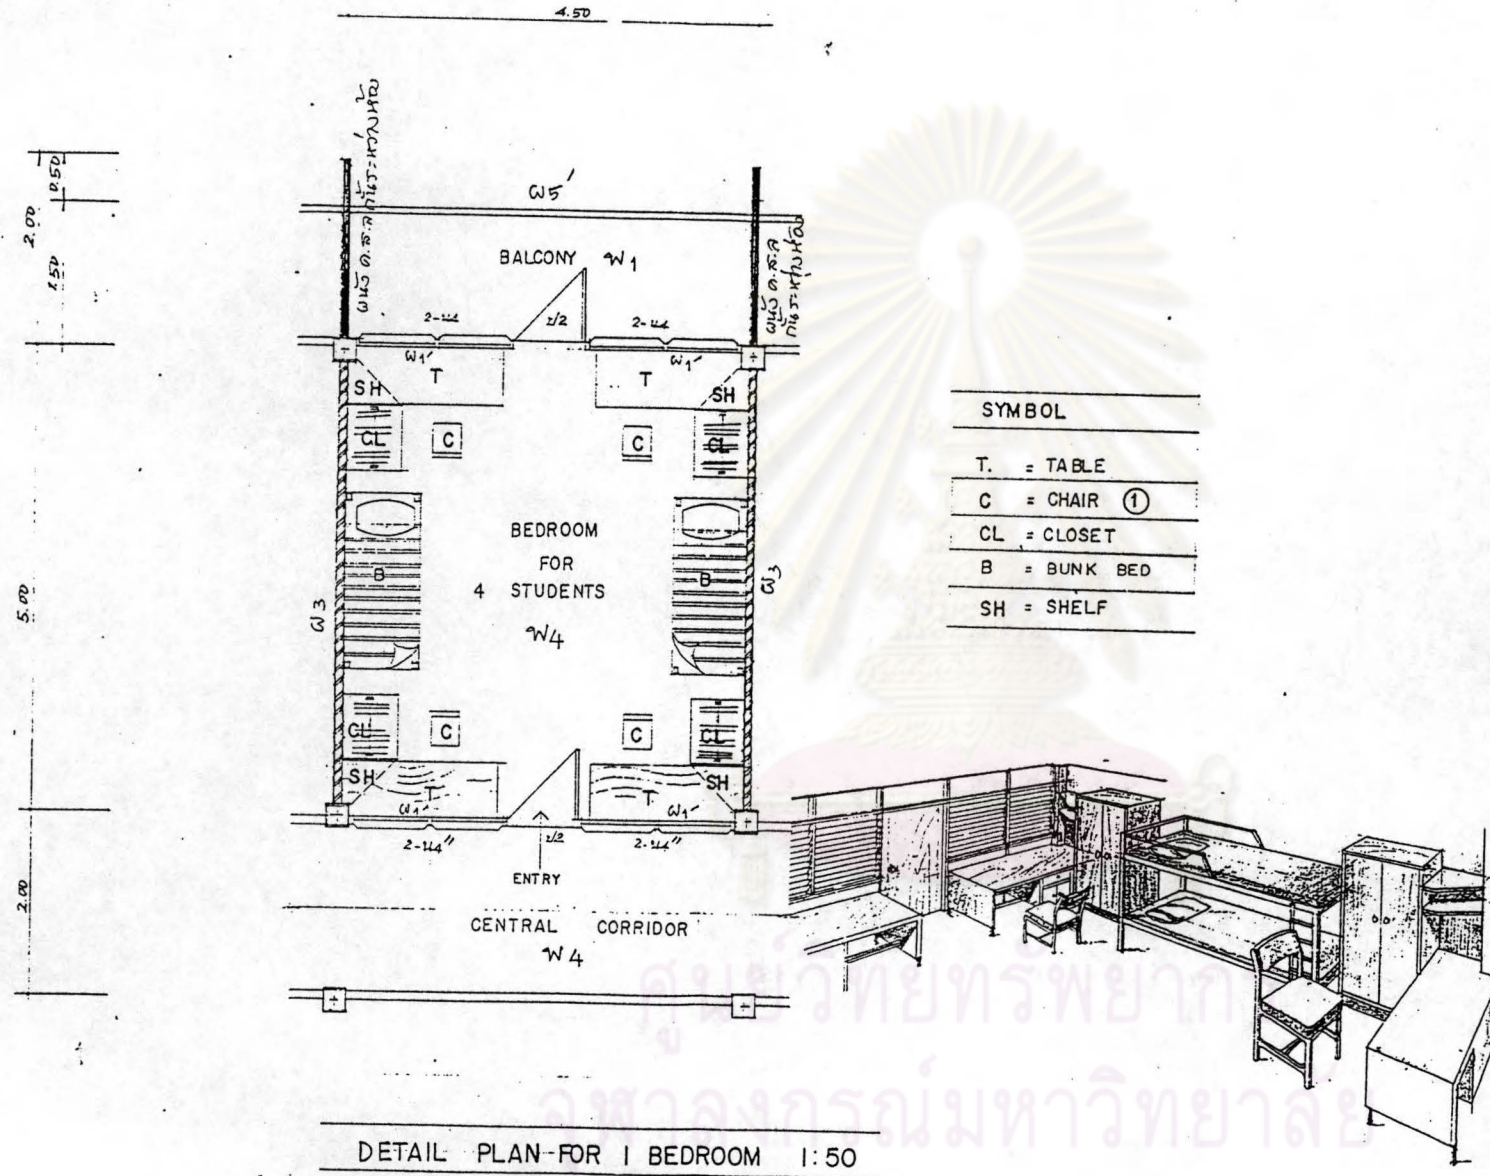 4.50
0.50
2.00
1.50
ผนัง ค.ส.ล กั้นระหว่างห้อง
ผ5'
BALCONY พ1
ผนัง ค.ส.ล
กั้นระหว่างห้อง
2-น4
ป2
2-น4
ผ1'
ผ1'
SH T T SH
CL C C CL
BEDROOM
FOR
4 STUDENTS
B B
พ4
5.00
ผ3
ผ3
CL C C CL
SH T T SH
ผ1'
ผ1'
2-น4"
ป2
2-น4"
ENTRY
2.00
CENTRAL CORRIDOR
พ4
SYMBOL
T. = TABLE
C = CHAIR 1
CL = CLOSET
B = BUNK BED
SH = SHELF
ศูนย์วิทยทรัพยาก
จุฬาลงกรณ์มหาวิทยาลัย
DETAIL PLAN FOR 1 BEDROOM 1:50